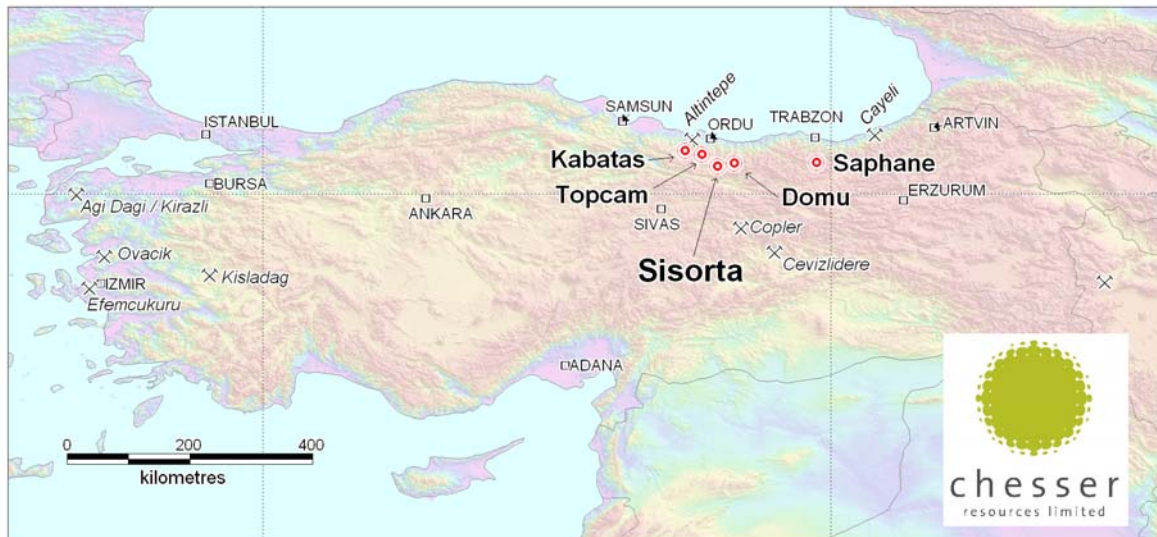 SAMSUN
Altintepe
ORDU
TRABZON
Cayeli
ARTVIN
ISTANBUL
Kabatas
Saphane
Topcam
Domu
BURSA
Agi Dagi / Kirazli
ANKARA
SIVAS
ERZURUM
Copler
Ovacik
Sisorta
Cevizlidere
Kisladag
IZMIR
Efemcukuru
ADANA
0 200 400
kilometres
chesser
resources limited